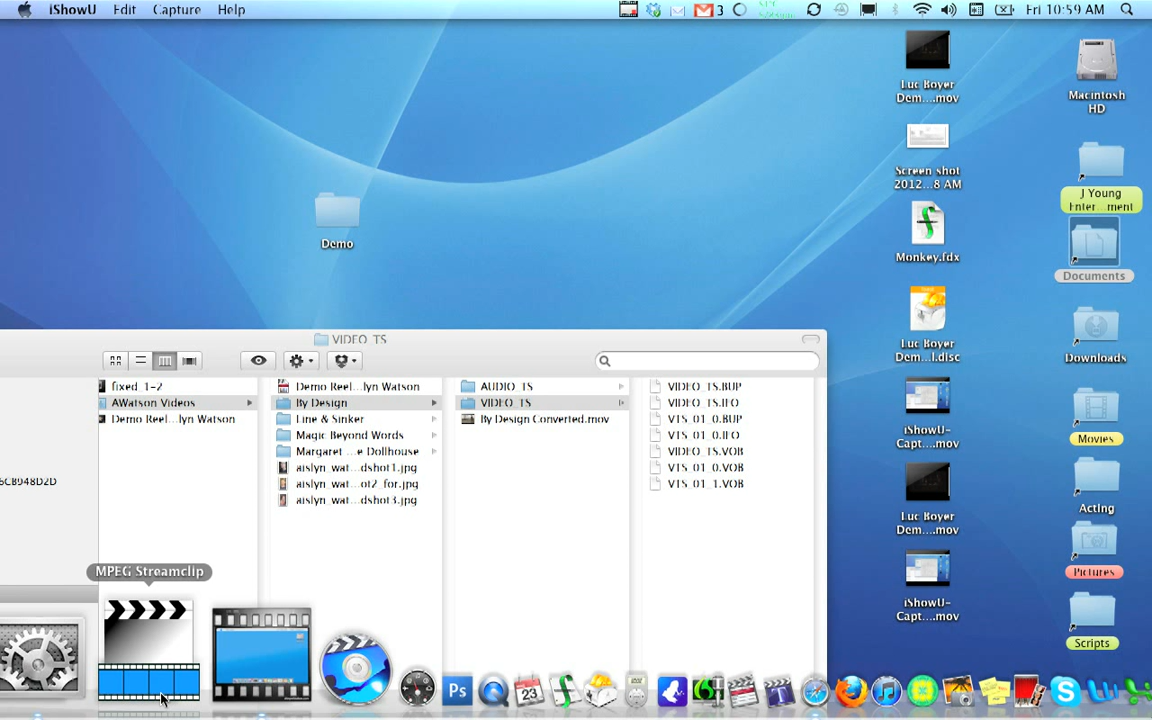 iShowU Edit Capture Help 3 Fri 10:59 AM
Luc Boyer
Dem....mov
Macintosh
HD
Screen shot
2012...8 AM
J Young
Enter...ment
Demo
Monkey.fdx
Documents
Luc Boyer
Dem....l.disc
Downloads
VIDEO_TS
iShowU-
Capt....mov
Movies
fixed_1-2
AWatson Videos
Demo Reel...lyn Watson
Demo Reel...lyn Watson
By Design
Line & Sinker
Magic Beyond Words
Margaret ...e Dollhouse
aislyn_wat...dshot1.jpg
aislyn_wat...ot2_for.jpg
aislyn_wat...dshot3.jpg
AUDIO_TS
VIDEO_TS
By Design Converted.mov
VIDEO_TS.BUP
VIDEO_TS.IFO
VTS_01_0.BUP
VTS_01_0.IFO
VIDEO_TS.VOB
VTS_01_0.VOB
VTS_01_1.VOB
6CB948D2D
Luc Boyer
Dem....mov
Acting
MPEG Streamclip
Pictures
iShowU-
Capt....mov
Scripts
Ps
23
T